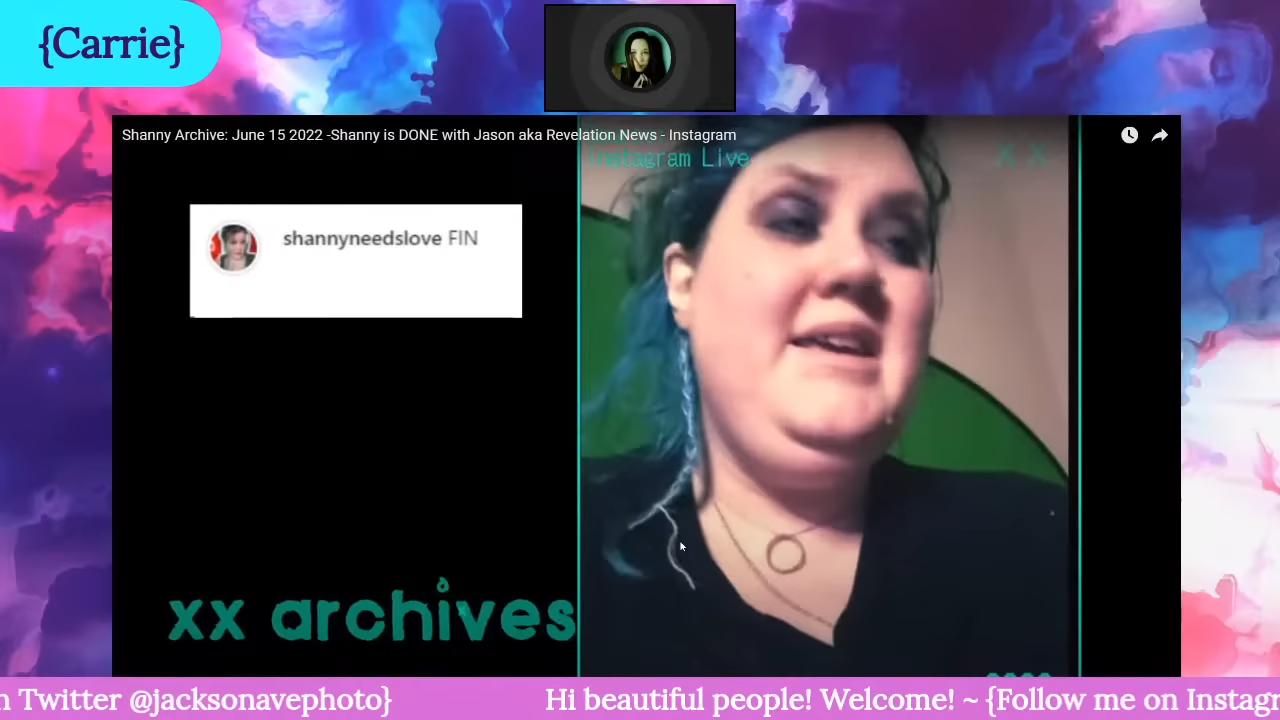 {Carrie}
Shanny Archive: June 15 2022 -Shanny is DONE with Jason aka Revelation News - Instagram
Instagram Live
X X
shannyneedslove FIN
xx archives
n Twitter @jacksonavephoto}
Hi beautiful people! Welcome! ~ {Follow me on Instagr